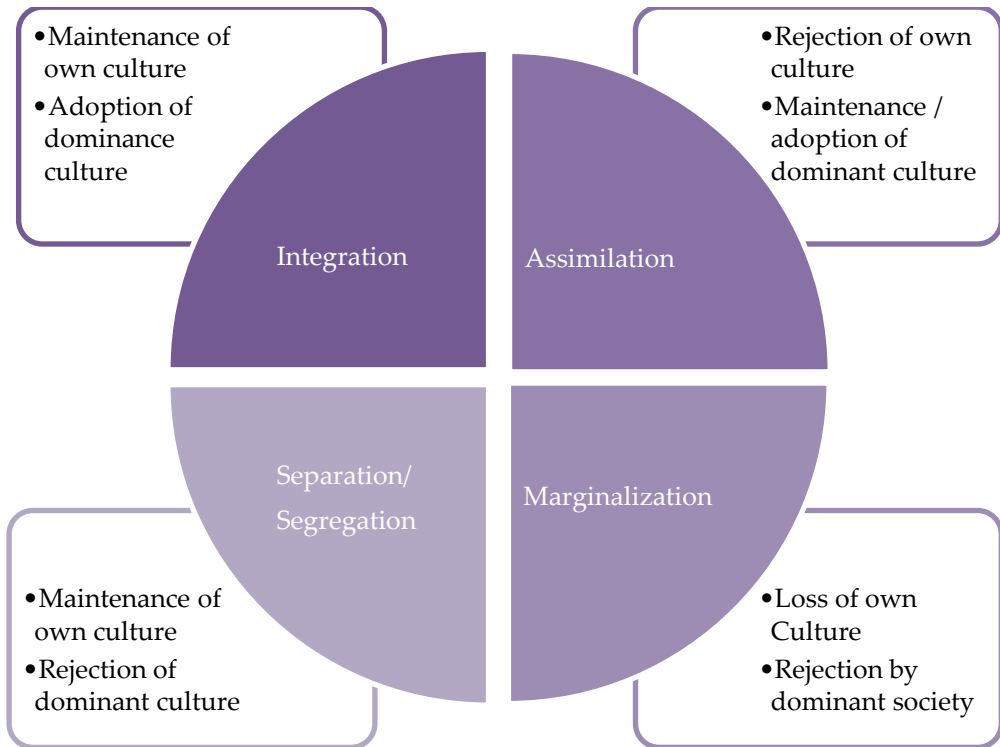 •Maintenance of
own culture
•Adoption of
dominance
culture
•Rejection of own
culture
•Maintenance /
adoption of
dominant culture
Integration
Assimilation
Separation/
Segregation
Marginalization
•Maintenance of
own culture
•Rejection of
dominant culture
•Loss of own
Culture
•Rejection by
dominant society